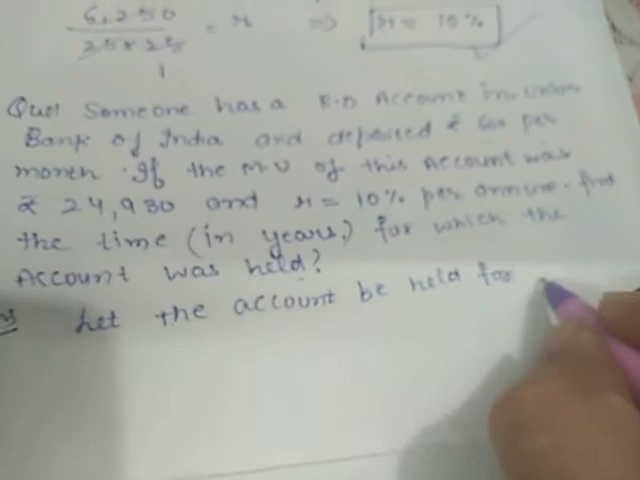 6,250
25 x 25 = r ⇒ r = 10%
1
Ques Someone has a R.D Account in Union
Bank of India and deposited ₹ 600 per
month. If the M.V of this Account was
₹ 24,930 and r = 10% per annum. find
the time (in years) for which the
Account was held?
Let the account be held for